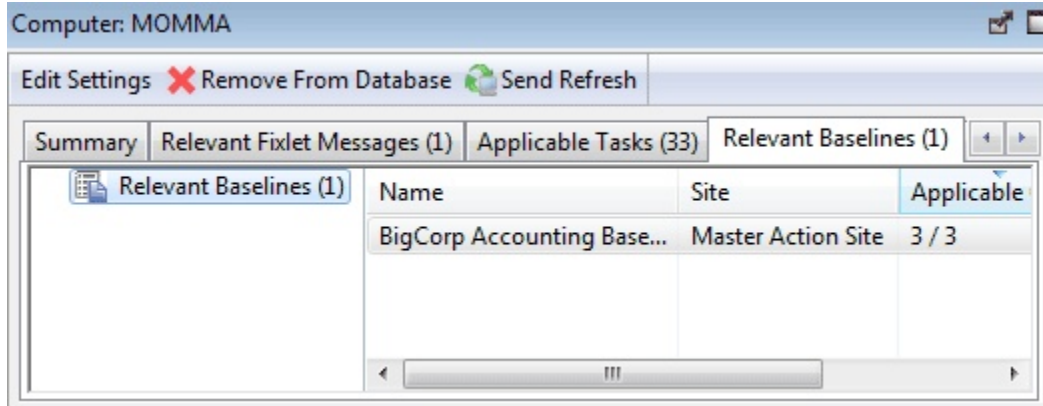 Computer: MOMMA
Edit Settings Remove From Database Send Refresh
Summary Relevant Fixlet Messages (1) Applicable Tasks (33) Relevant Baselines (1)
Relevant Baselines (1) Name Site Applicable
BigCorp Accounting Base... Master Action Site 3 / 3